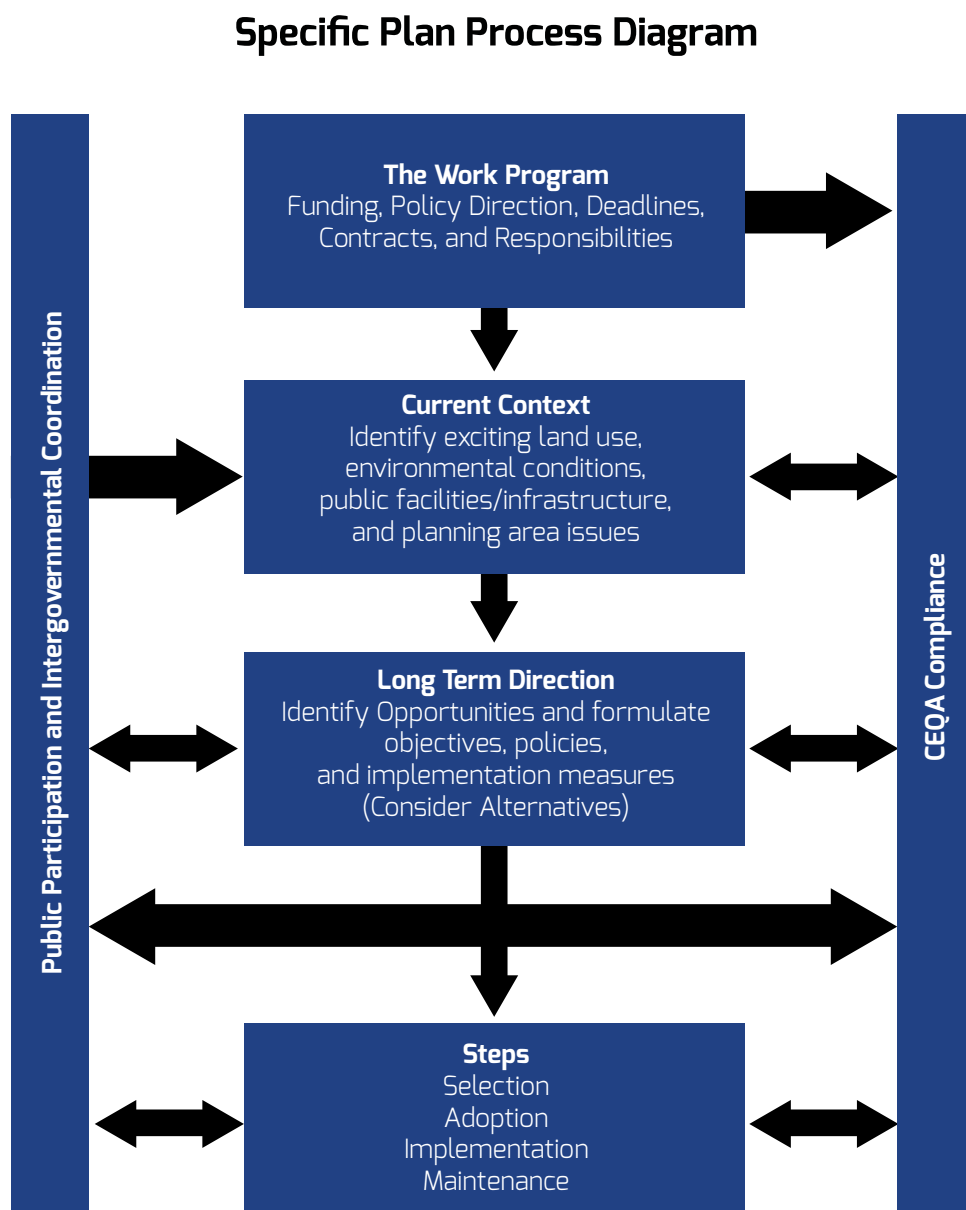 Specific Plan Process Diagram
Public Participation and Intergovernmental Coordination
The Work Program
Funding, Policy Direction, Deadlines,
Contracts, and Responsibilities
Current Context
Identify exciting land use,
environmental conditions,
public facilities/infrastructure,
and planning area issues
Long Term Direction
Identify Opportunities and formulate
objectives, policies,
and implementation measures
(Consider Alternatives)
Steps
Selection
Adoption
Implementation
Maintenance
CEQA Compliance